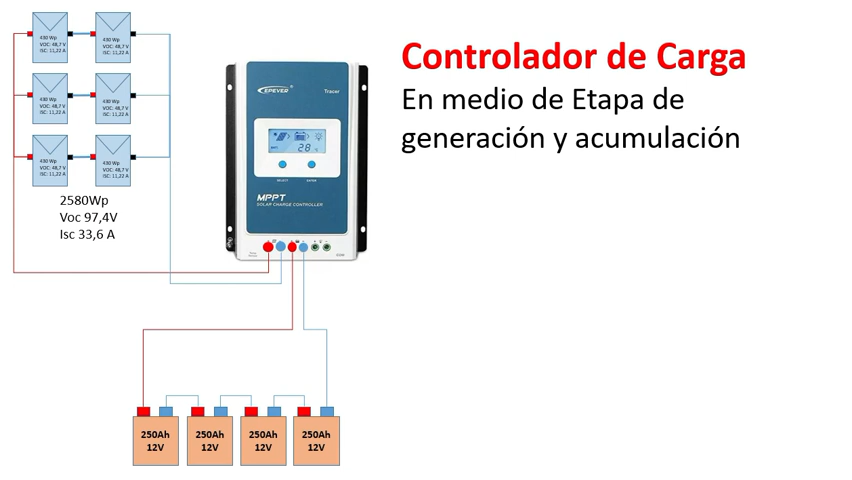 430 Wp
VOC: 48,7 V
ISC: 11,22 A
430 Wp
VOC: 48,7 V
ISC: 11,22 A
430 Wp
VOC: 48,7 V
ISC: 11,22 A
430 Wp
VOC: 48,7 V
ISC: 11,22 A
430 Wp
VOC: 48,7 V
ISC: 11,22 A
430 Wp
VOC: 48,7 V
ISC: 11,22 A
2580Wp
Voc 97,4V
Isc 33,6 A
EPEVER
Tracer
28
SELECT
ENTER
MPPT
SOLAR CHARGE CONTROLLER
Controlador de Carga
En medio de Etapa de
generación y acumulación
250Ah
12V
250Ah
12V
250Ah
12V
250Ah
12V